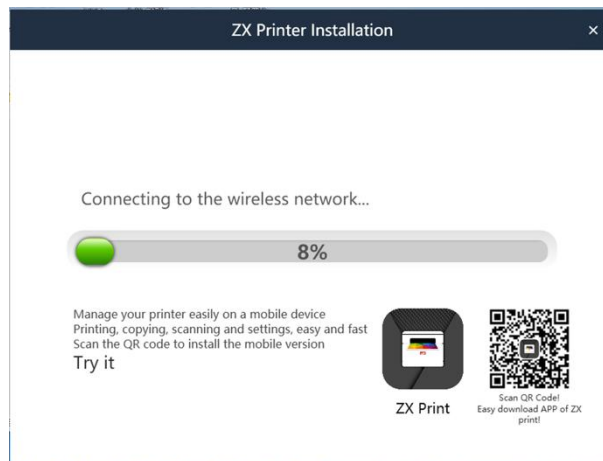 ZX Printer Installation
×
Connecting to the wireless network...
8%
Manage your printer easily on a mobile device
Printing, copying, scanning and settings, easy and fast
Scan the QR code to install the mobile version
Try it
ZX Print
Scan QR Code!
Easy download APP of ZX
print!